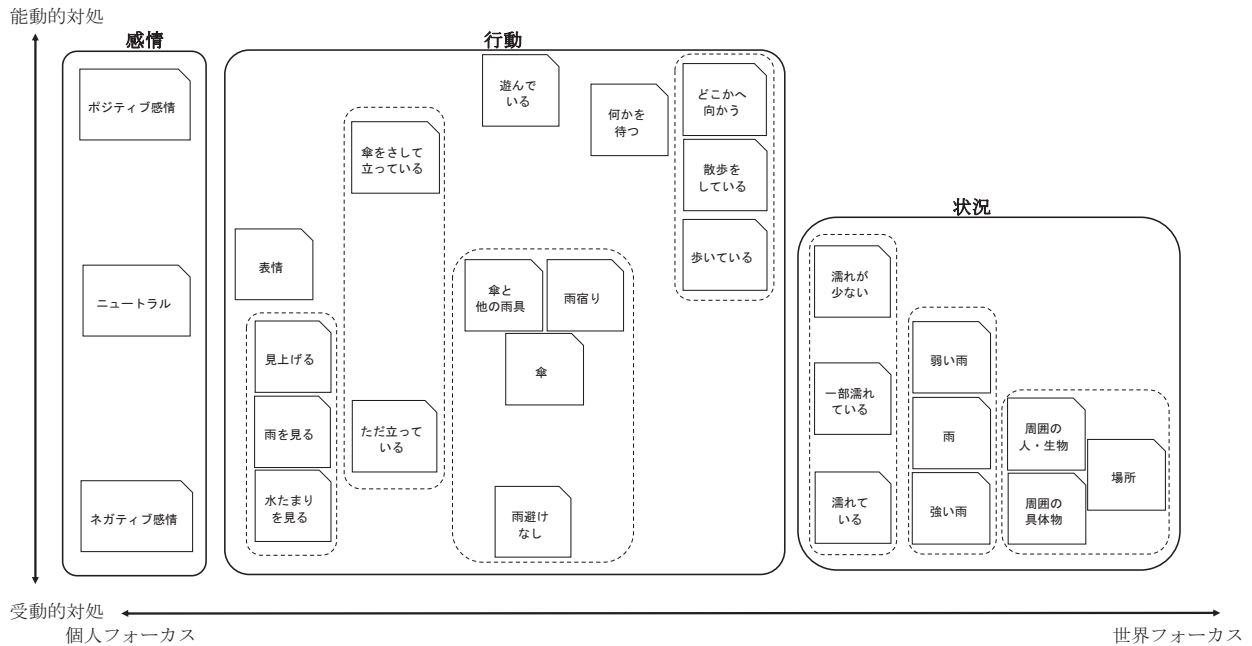 能動的対処
感情
行動
状況
ポジティブ感情
ニュートラル
ネガティブ感情
遊んで
いる
何かを
待つ
どこかへ
向かう
散歩を
している
歩いている
傘をさして
立っている
ただ立って
いる
表情
見上げる
雨を見る
水たまり
を見る
傘と
他の雨具
雨宿り
傘
雨避け
なし
濡れが
少ない
一部濡れ
ている
濡れて
いる
弱い雨
雨
強い雨
周囲の
人・生物
周囲の
具体物
場所
受動的対処
個人フォーカス
世界フォーカス